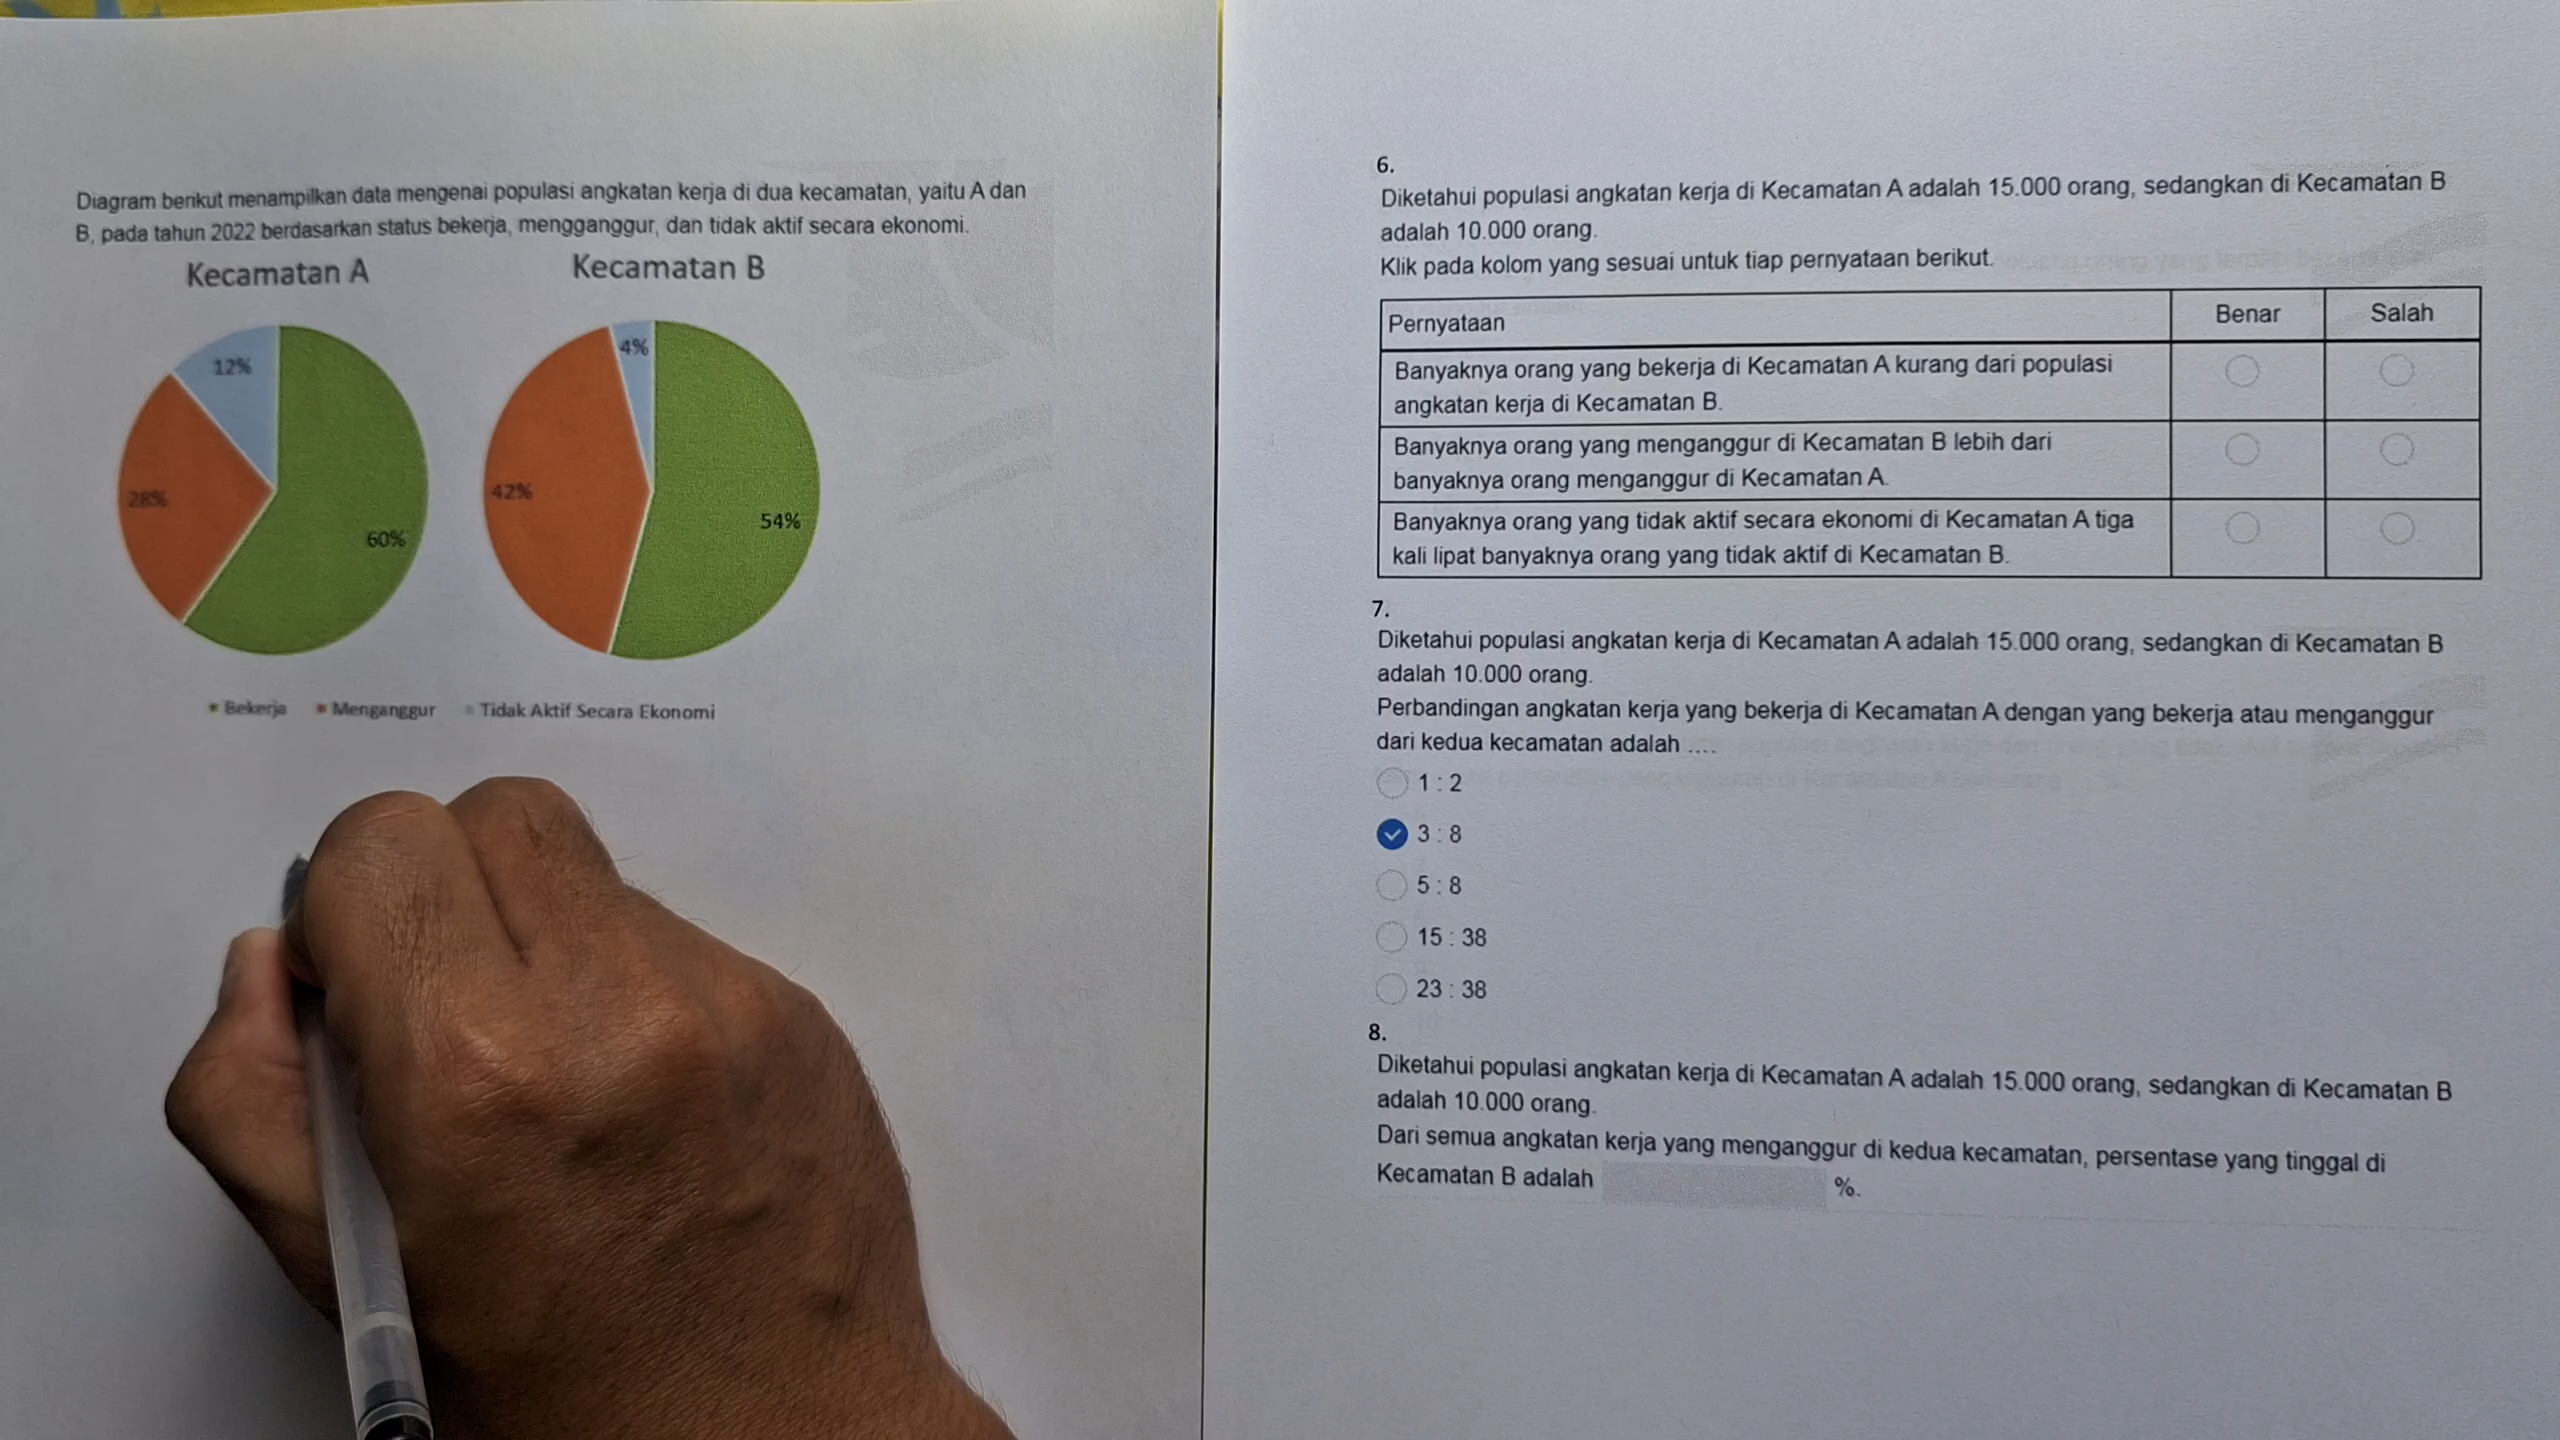 Diagram berikut menampilkan data mengenai populasi angkatan kerja di dua kecamatan, yaitu A dan
B, pada tahun 2022 berdasarkan status bekerja, mengganggur, dan tidak aktif secara ekonomi.
Kecamatan A
Kecamatan B
12%
28%
60%
4%
42%
54%
Bekerja Menganggur Tidak Aktif Secara Ekonomi
6.
Diketahui populasi angkatan kerja di Kecamatan A adalah 15.000 orang, sedangkan di Kecamatan B
adalah 10.000 orang.
Klik pada kolom yang sesuai untuk tiap pernyataan berikut.
Pernyataan Benar Salah
Banyaknya orang yang bekerja di Kecamatan A kurang dari populasi
angkatan kerja di Kecamatan B.
Banyaknya orang yang menganggur di Kecamatan B lebih dari
banyaknya orang menganggur di Kecamatan A.
Banyaknya orang yang tidak aktif secara ekonomi di Kecamatan A tiga
kali lipat banyaknya orang yang tidak aktif di Kecamatan B.
7.
Diketahui populasi angkatan kerja di Kecamatan A adalah 15.000 orang, sedangkan di Kecamatan B
adalah 10.000 orang.
Perbandingan angkatan kerja yang bekerja di Kecamatan A dengan yang bekerja atau menganggur
dari kedua kecamatan adalah ....
1 : 2
3 : 8
5 : 8
15 : 38
23 : 38
8.
Diketahui populasi angkatan kerja di Kecamatan A adalah 15.000 orang, sedangkan di Kecamatan B
adalah 10.000 orang.
Dari semua angkatan kerja yang menganggur di kedua kecamatan, persentase yang tinggal di
Kecamatan B adalah %.